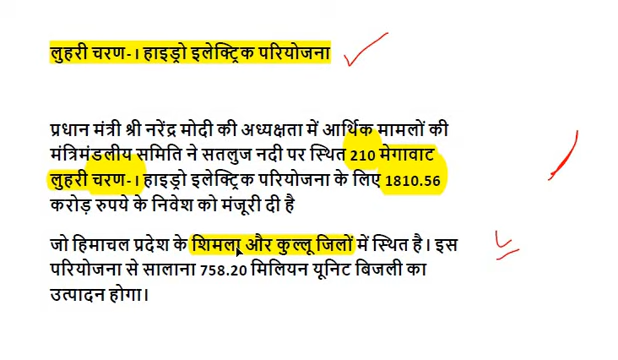 लुहरी चरण-I हाइड्रो इलेक्ट्रिक परियोजना
प्रधान मंत्री श्री नरेंद्र मोदी की अध्यक्षता में आर्थिक मामलों की
मंत्रिमंडलीय समिति ने सतलुज नदी पर स्थित 210 मेगावाट
लुहरी चरण-I हाइड्रो इलेक्ट्रिक परियोजना के लिए 1810.56
करोड़ रुपये के निवेश को मंजूरी दी है
जो हिमाचल प्रदेश के शिमला और कुल्लू जिलों में स्थित है। इस
परियोजना से सालाना 758.20 मिलियन यूनिट बिजली का
उत्पादन होगा।